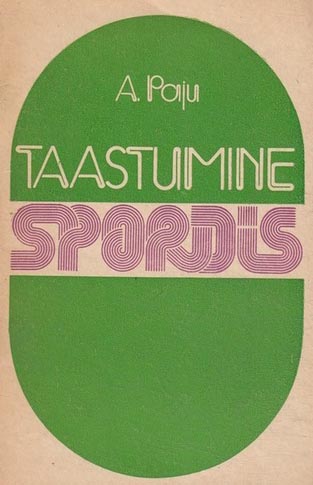 A. Paju
TAASTUMINE
SPORDIS